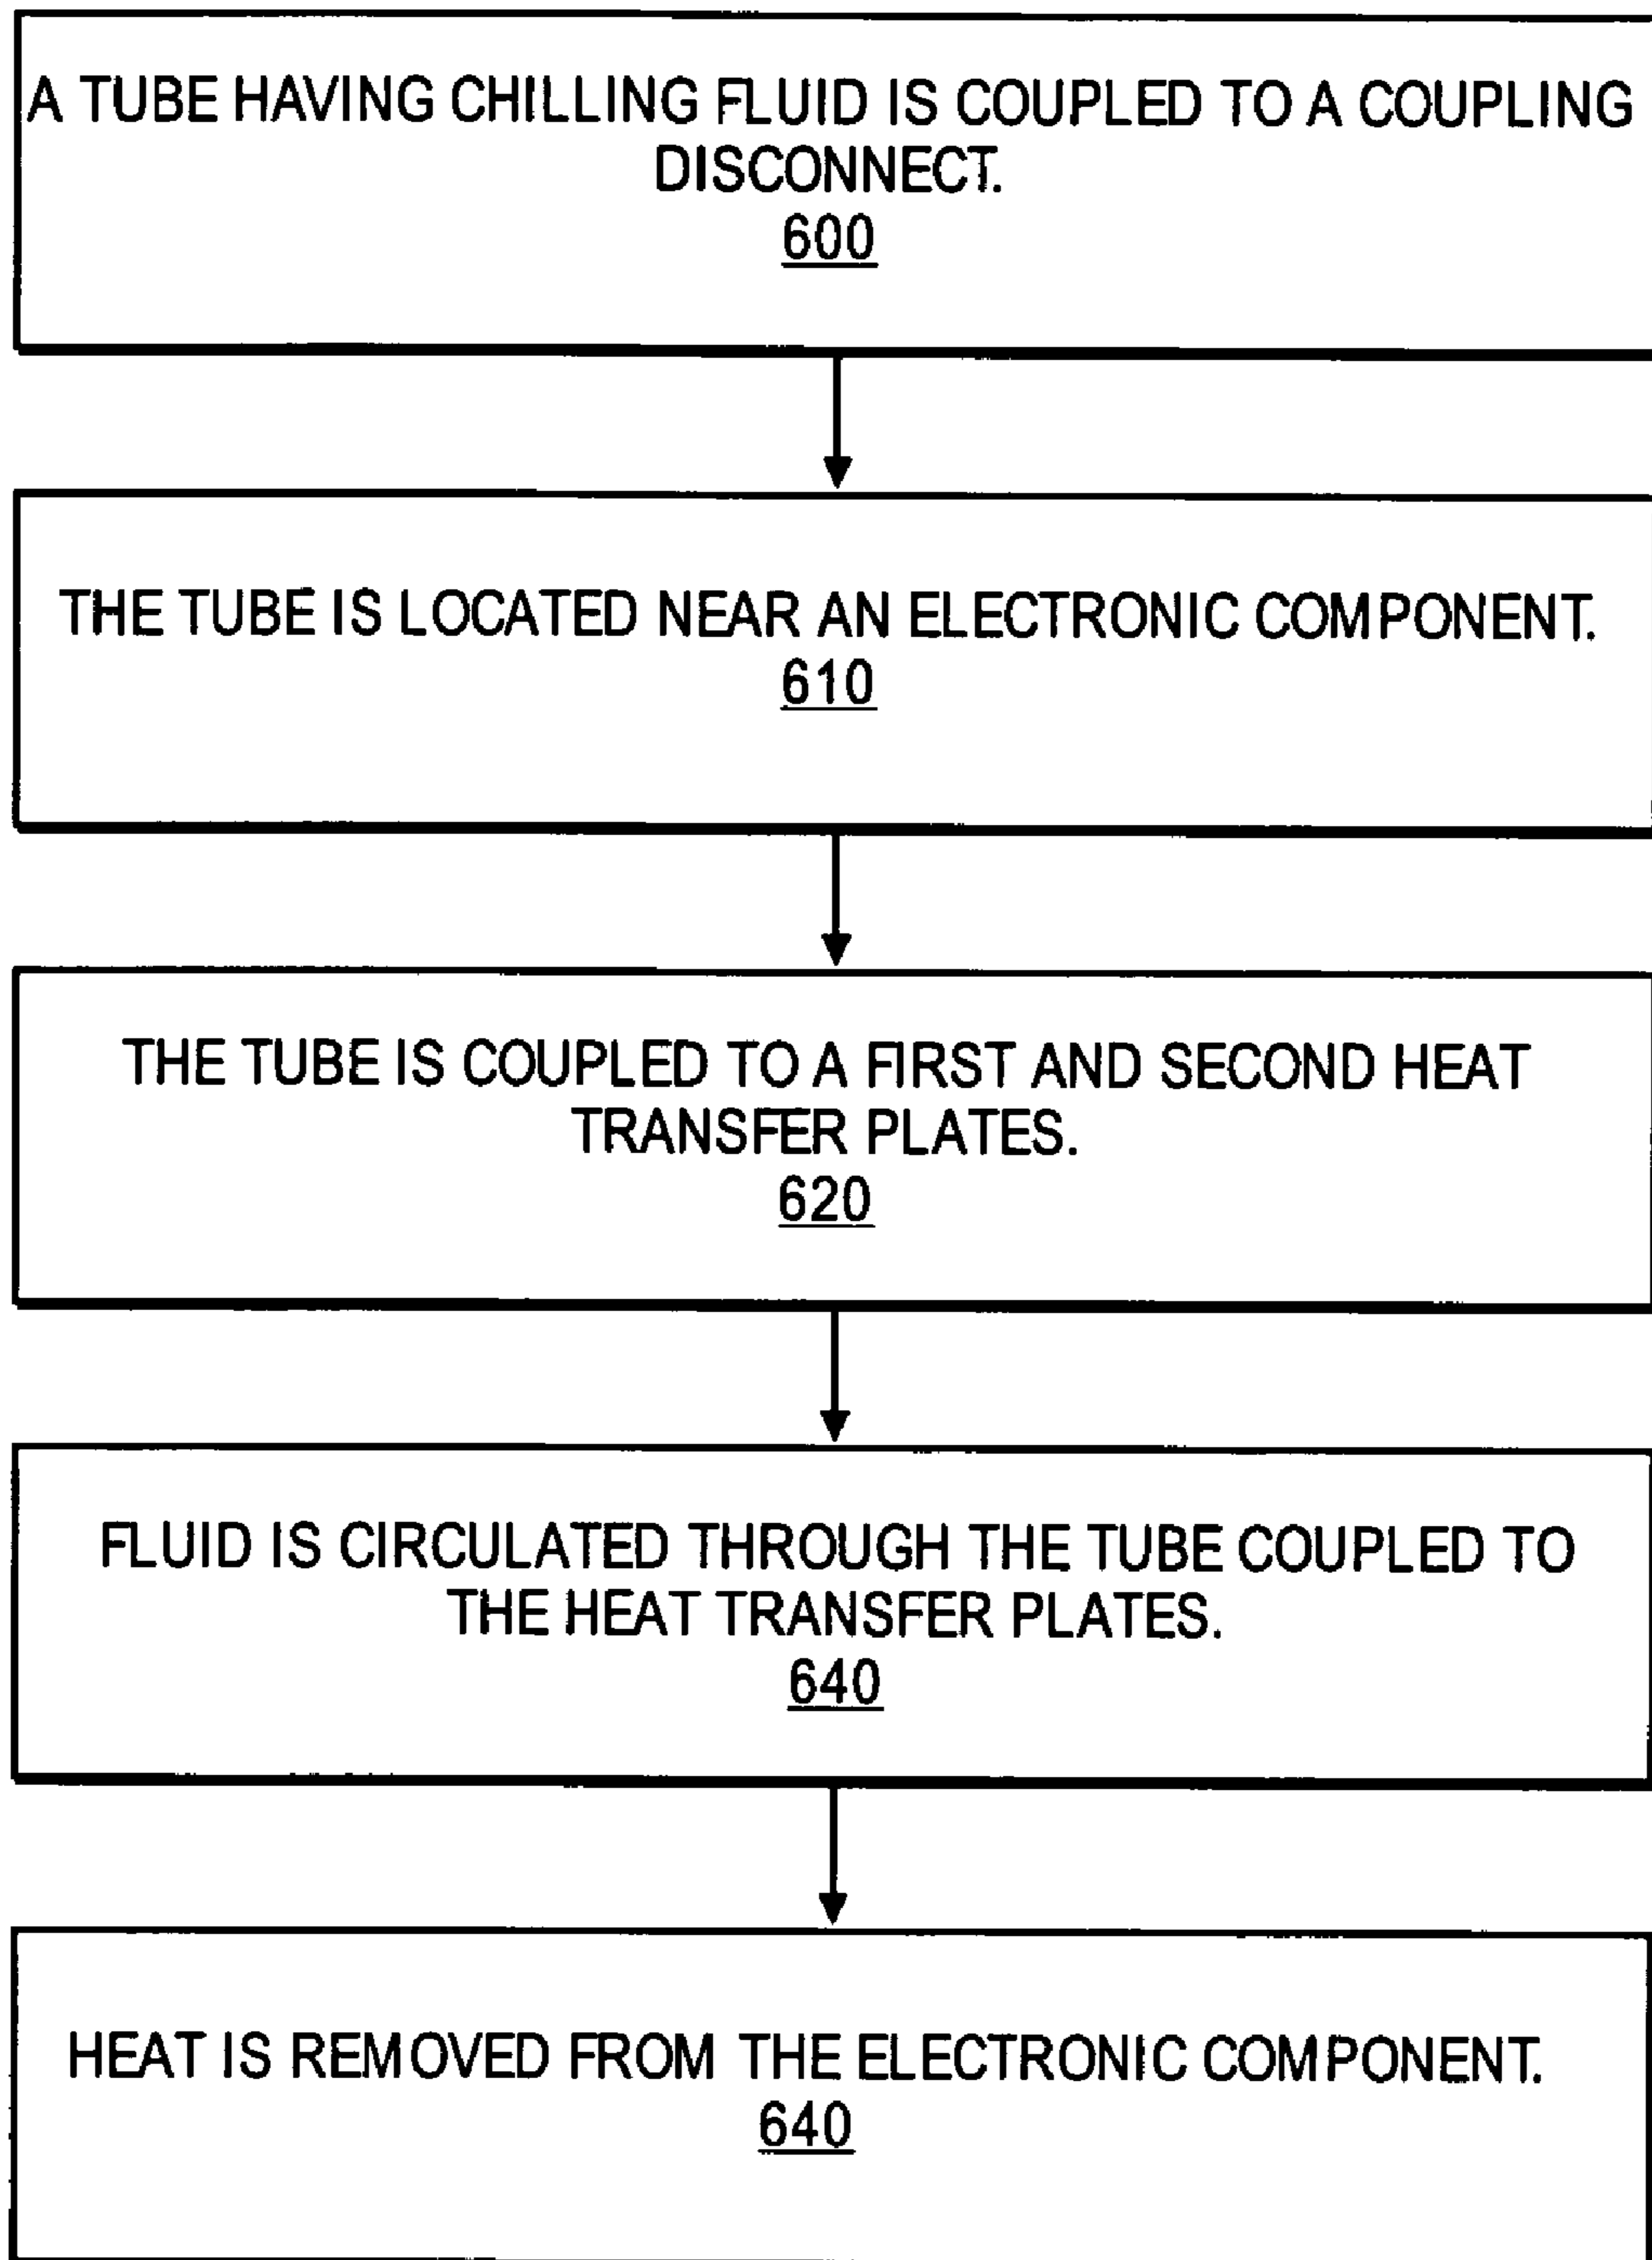 A TUBE HAVING CHILLING FLUID IS COUPLED TO A COUPLING
DISCONNECT.
600
THE TUBE IS LOCATED NEAR AN ELECTRONIC COMPONENT.
610
THE TUBE IS COUPLED TO A FIRST AND SECOND HEAT
TRANSFER PLATES.
620
FLUID IS CIRCULATED THROUGH THE TUBE COUPLED TO
THE HEAT TRANSFER PLATES.
640
HEAT IS REMOVED FROM THE ELECTRONIC COMPONENT.
640